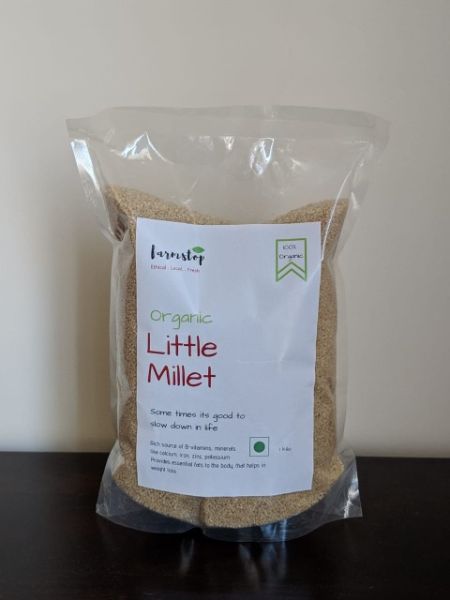 Farmstop
Ethical . Local . Fresh
100%
Organic
Organic
Little
Millet
Some times its good to
slow down in life
Rich source of B-vitamins, minerals
like calcium, iron, zinc, potassium
Provides essential fats to the body, that helps in
weight loss
1 Kilo